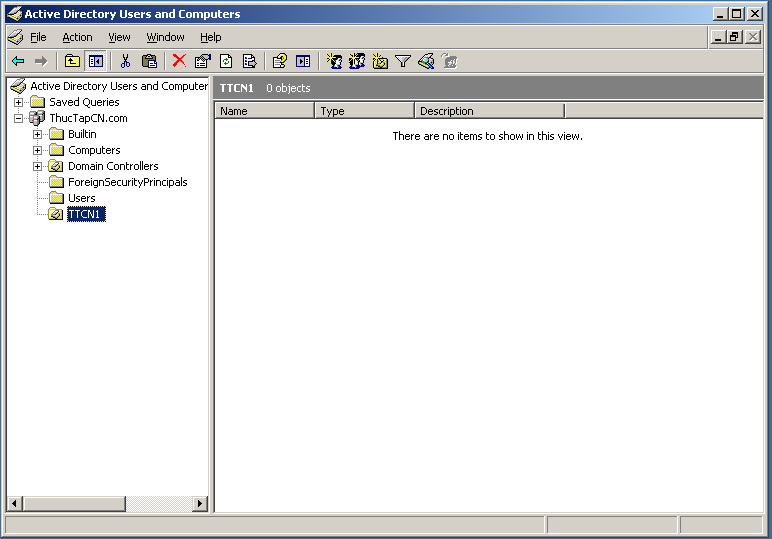 Active Directory Users and Computers
File Action View Window Help
Active Directory Users and Computer
Saved Queries
ThucTapCN.com
Builtin
Computers
Domain Controllers
ForeignSecurityPrincipals
Users
TTCN1
TTCN1 0 objects
Name Type Description
There are no items to show in this view.